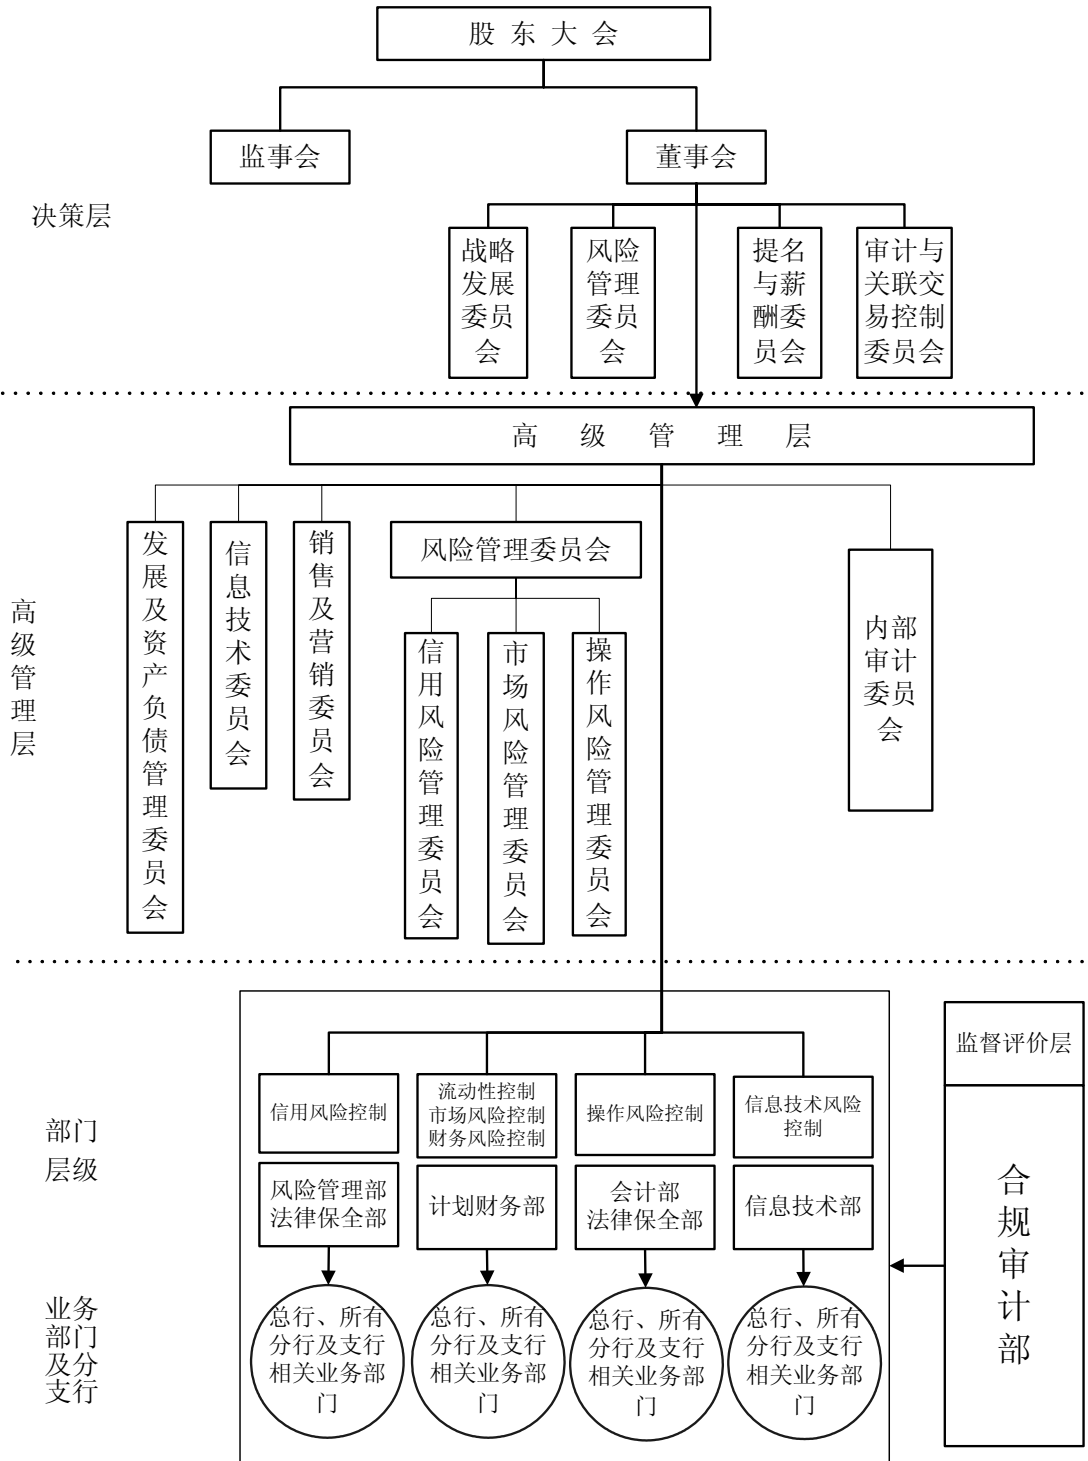 股东大会
监事会
董事会
决策层
战略
发展
委员
会
风险
管理
委员
会
提名
与薪
酬委
员会
审计与
关联交
易控制
委员会
高级管理层
高
级
管
理
层
发展及资产负债管理委员会
信息技术委员会
销售及营销委员会
风险管理委员会
信用风险管理委员会
市场风险管理委员会
操作风险管理委员会
内部
审计
委员
会
监督评价层
合规审计部
部门
层级
信用风险控制
流动性控制
市场风险控制
财务风险控制
操作风险控制
信息技术风险
控制
风险管理部
法律保全部
计划财务部
会计部
法律保全部
信息技术部
业务
部门
及分
支行
总行、所有
分行及支行
相关业务部
门
总行、所有
分行及支行
相关业务部
门
总行、所有
分行及支行
相关业务部
门
总行、所有
分行及支行
相关业务部
门